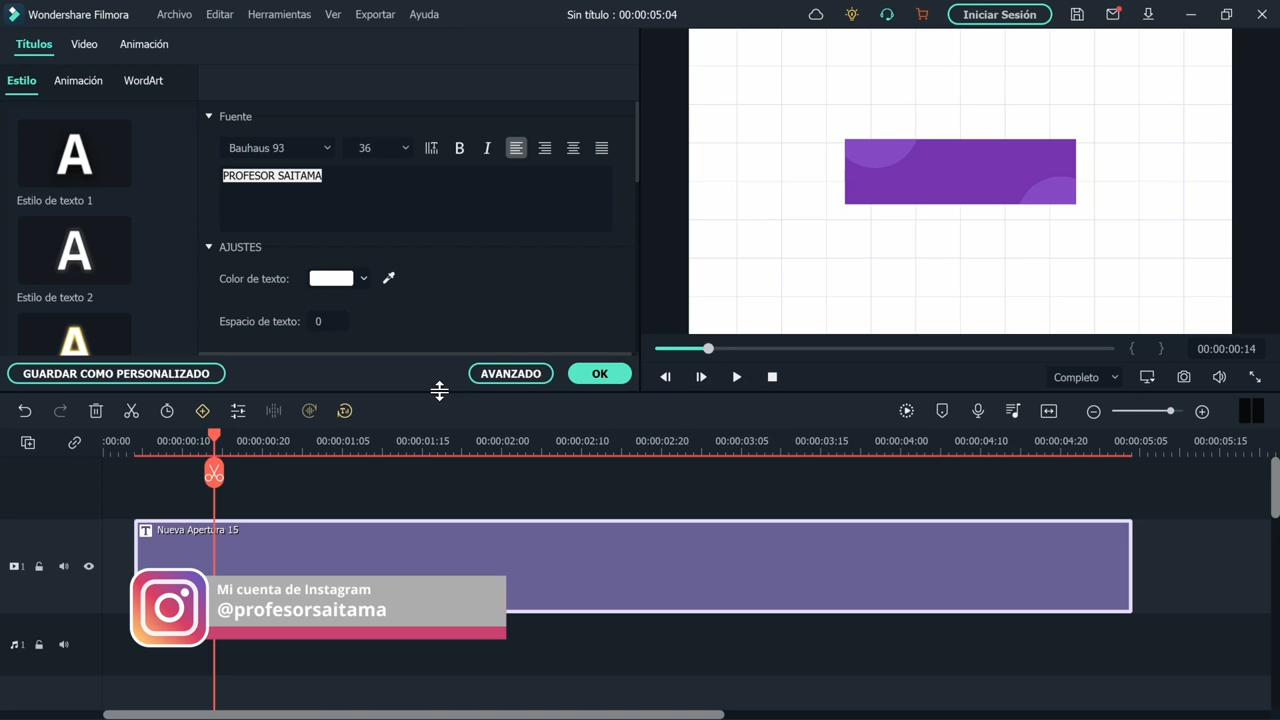 Wondershare Filmora Archivo Editar Herramientas Ver Exportar Ayuda Sin título : 00:00:05:04 Iniciar Sesión
Títulos Video Animación
Estilo Animación WordArt
A
Estilo de texto 1
A
Estilo de texto 2
A
Fuente
Bauhaus 93 36 B I
PROFESOR SAITAMA
AJUSTES
Color de texto:
Espacio de texto: 0
GUARDAR COMO PERSONALIZADO AVANZADO OK
{ } 00:00:00:14
Completo
:00:00 00:00:00:10 00:00:00:20 00:00:01:05 00:00:01:15 00:00:02:00 00:00:02:10 00:00:02:20 00:00:03:05 00:00:03:15 00:00:04:00 00:00:04:10 00:00:04:20 00:00:05:05 00:00:05:15
T Nueva Apertura 15
1
Mi cuenta de Instagram
@profesorsaitama
1